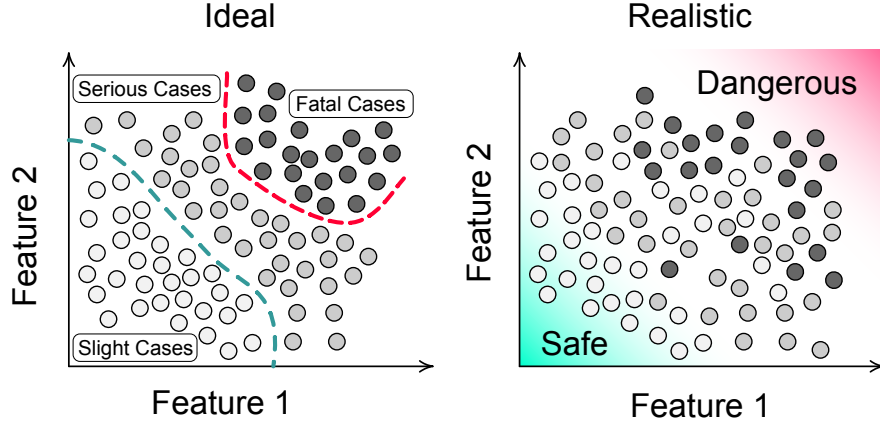 Ideal
Serious Cases
Fatal Cases
Slight Cases
Feature 2
Feature 1
Realistic
Dangerous
Safe
Feature 2
Feature 1